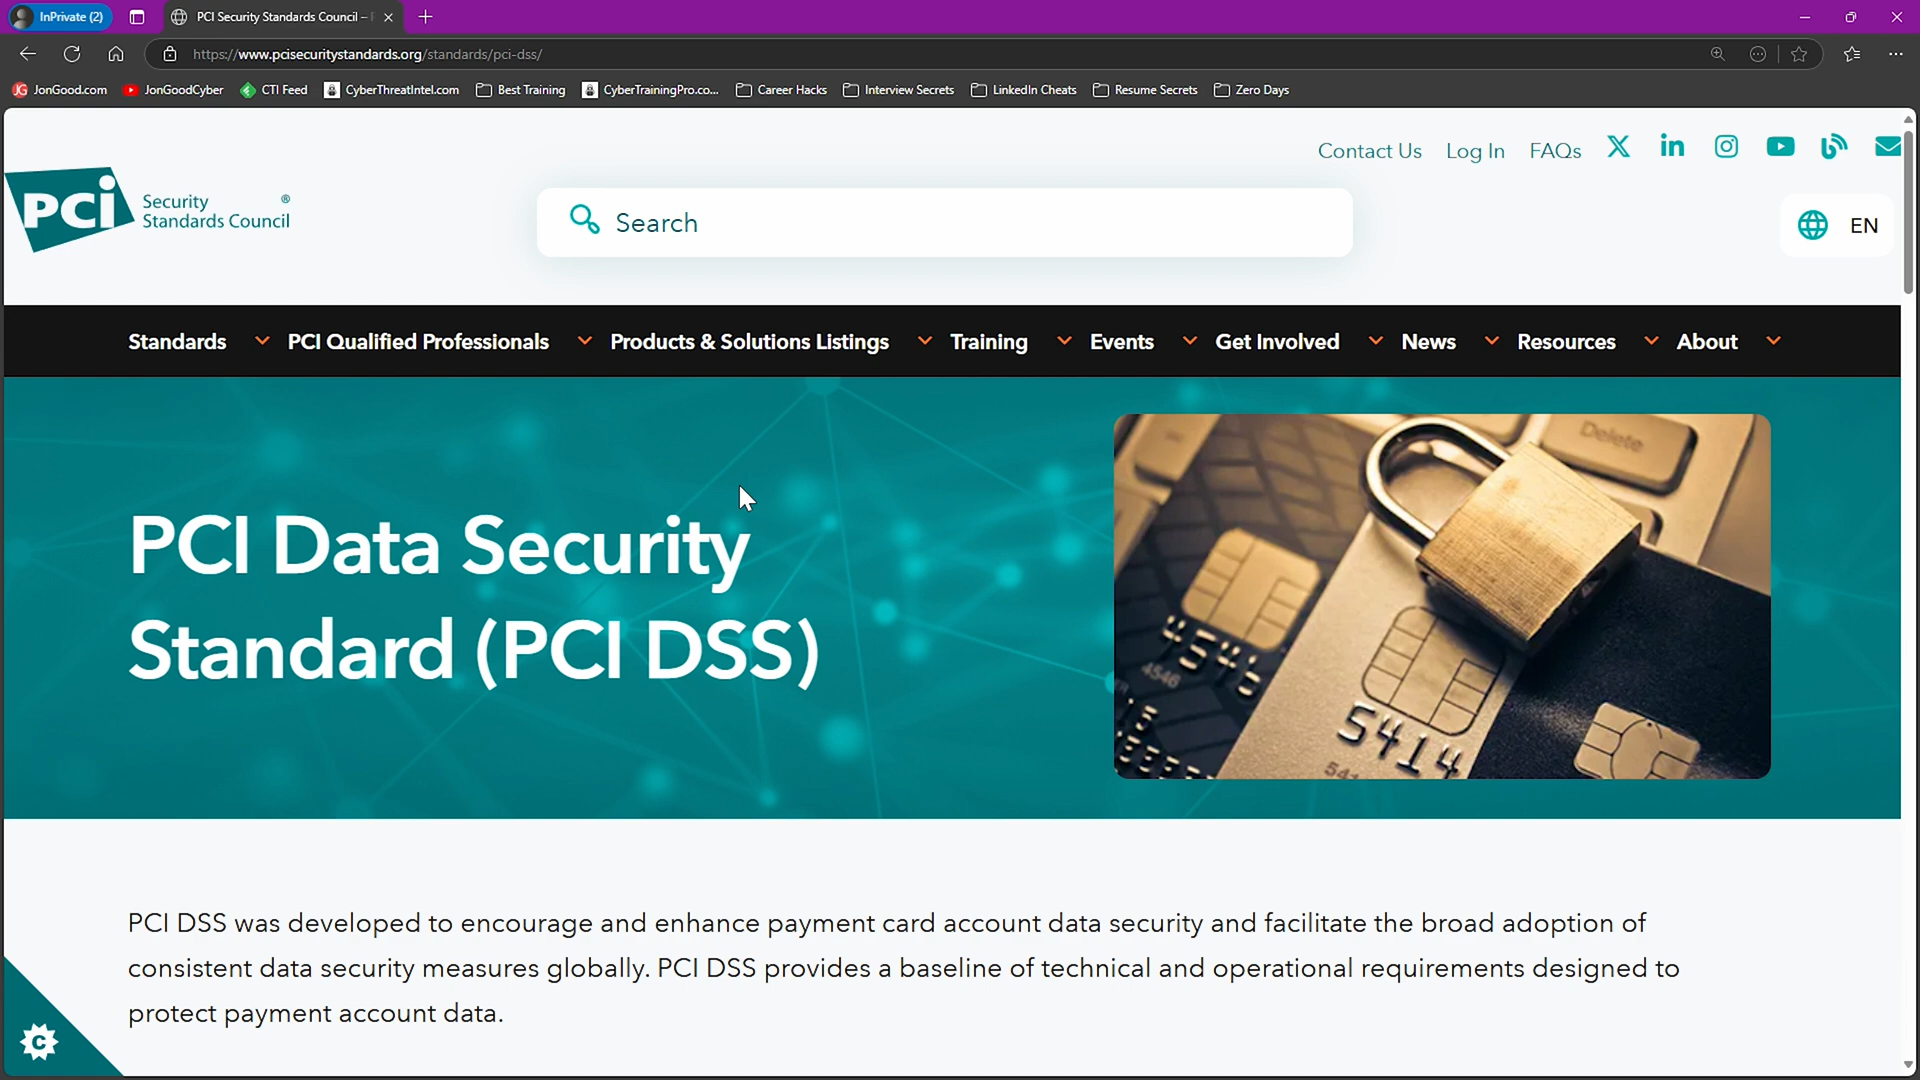 InPrivate (2)
PCI Security Standards Council –
https://www.pcisecuritystandards.org/standards/pci-dss/
JG JonGood.com
JonGoodCyber
CTI Feed
CyberThreatIntel.com
Best Training
CyberTrainingPro.co...
Career Hacks
Interview Secrets
LinkedIn Cheats
Resume Secrets
Zero Days
Contact Us
Log In
FAQs
PCi Security ®
Standards Council
Search
EN
Standards
PCI Qualified Professionals
Products & Solutions Listings
Training
Events
Get Involved
News
Resources
About
PCI Data Security
Standard (PCI DSS)
Delete
4546
4546
5414
PCI DSS was developed to encourage and enhance payment card account data security and facilitate the broad adoption of
consistent data security measures globally. PCI DSS provides a baseline of technical and operational requirements designed to
protect payment account data.
C